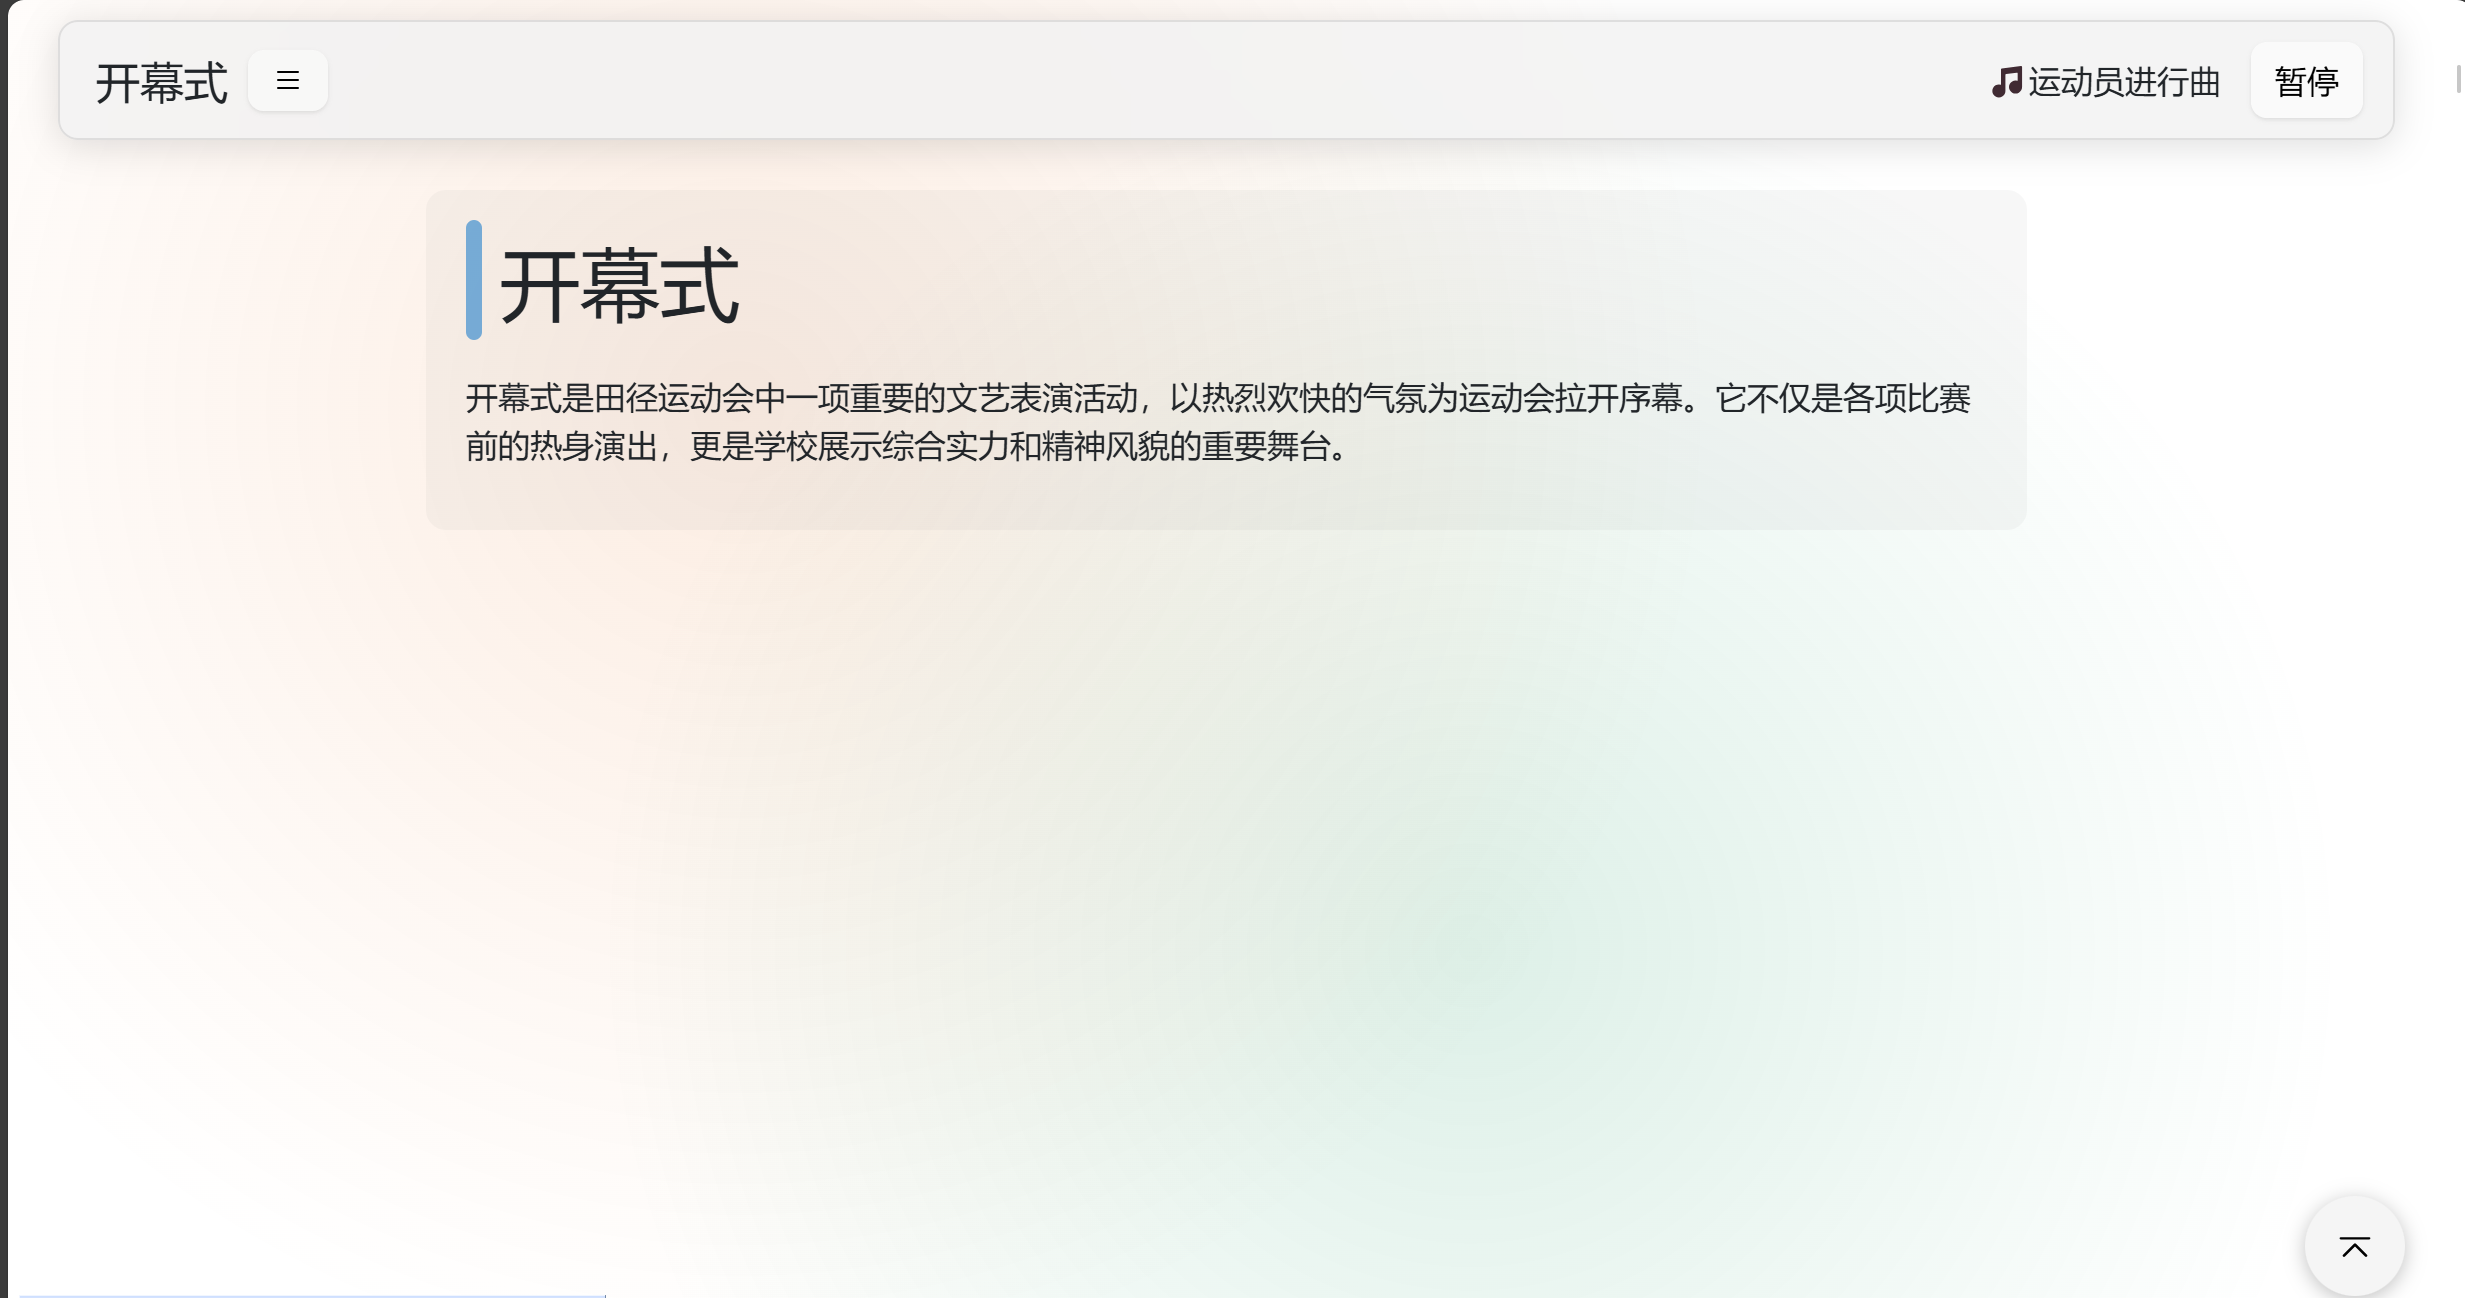 开幕式
运动员进行曲
暂停
开幕式
开幕式是田径运动会中一项重要的文艺表演活动，以热烈欢快的气氛为运动会拉开序幕。它不仅是各项比赛
前的热身演出，更是学校展示综合实力和精神风貌的重要舞台。